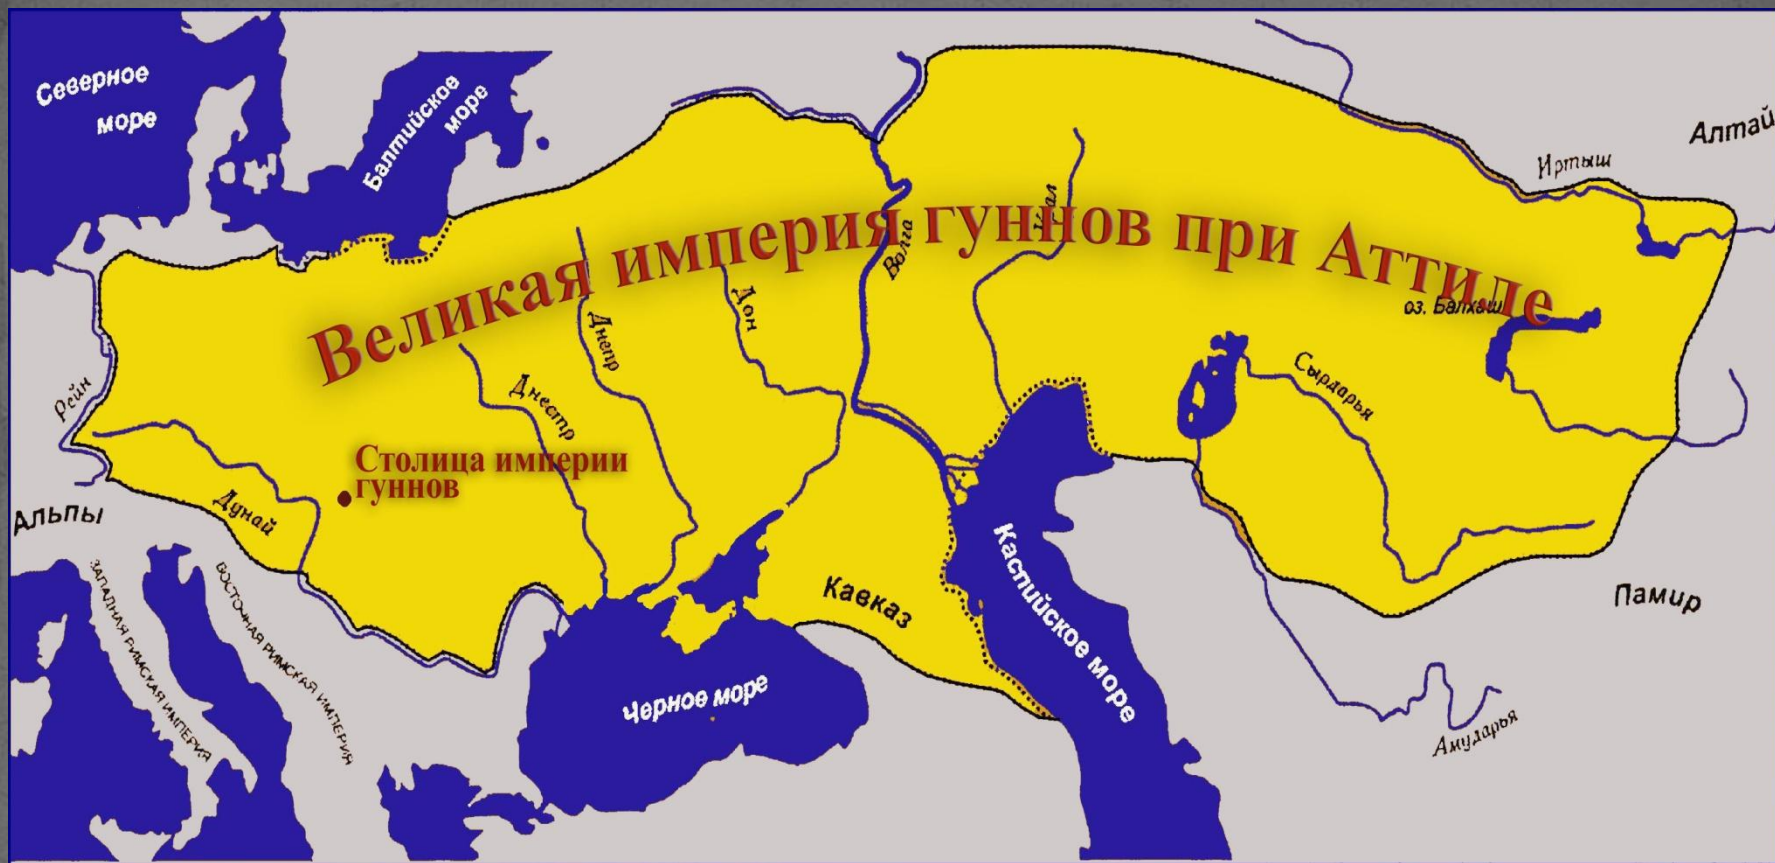 Северное
море
Балтийское
море
Алтай
Иртыш
Великая империя гуннов при Аттиле
Волга
Урал
Дон
Днепр
оз. Балхаш
Рейн
Днестр
Сырдарья
Столица империи
гуннов
Дунай
Альпы
ЗАПАДНАЯ РИМСКАЯ ИМПЕРИЯ
ВОСТОЧНАЯ РИМСКАЯ ИМПЕРИЯ
Кавказ
Каспийское море
Памир
Черное море
Амударья